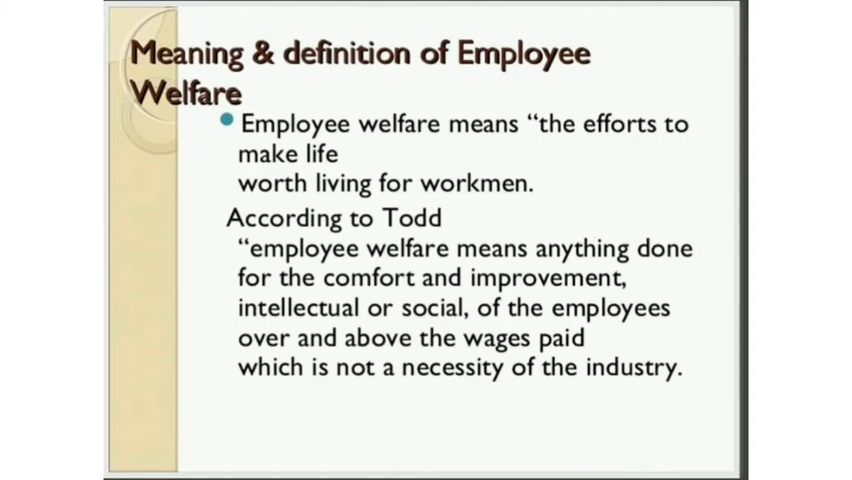 Meaning & definition of Employee
Welfare
Employee welfare means “the efforts to
make life
worth living for workmen.
According to Todd
“employee welfare means anything done
for the comfort and improvement,
intellectual or social, of the employees
over and above the wages paid
which is not a necessity of the industry.